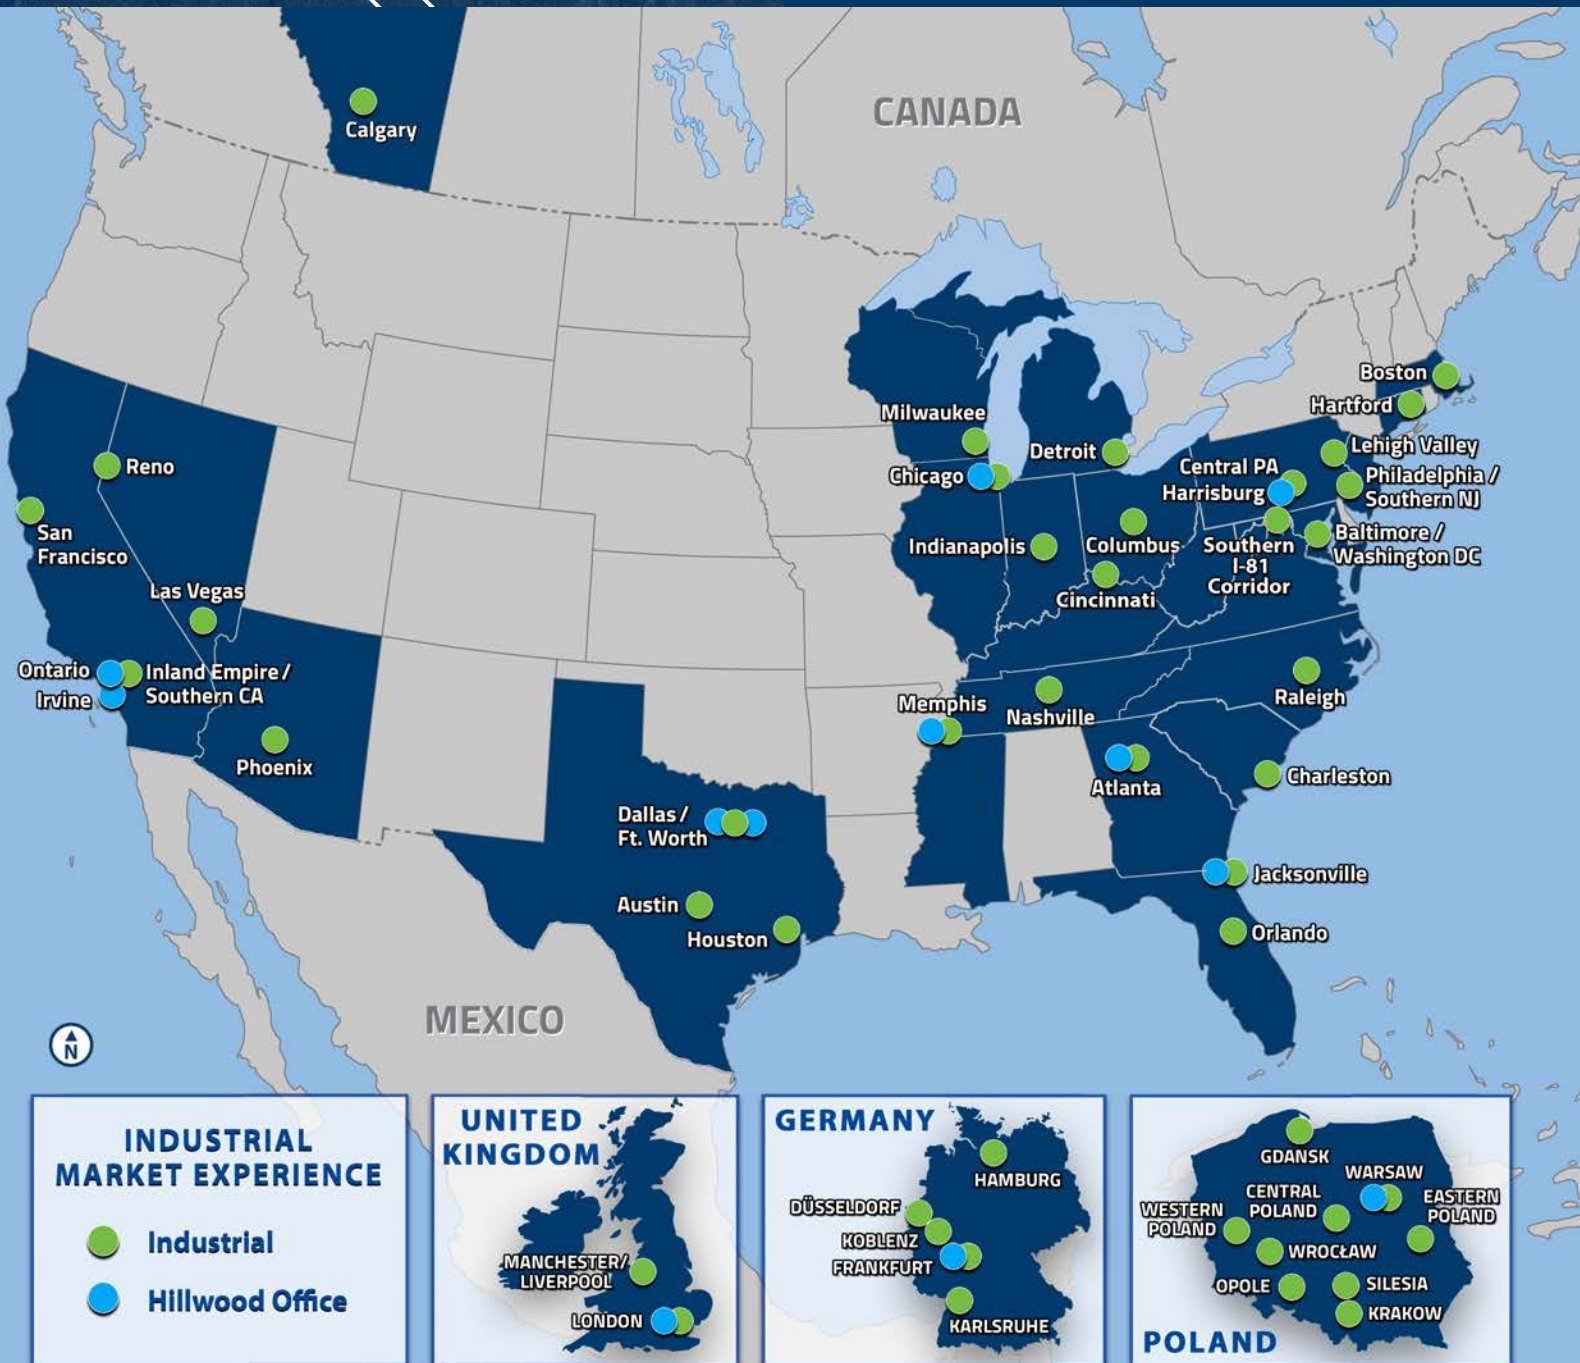 CANADA
Calgary
Boston
Hartford
Milwaukee
Detroit
Lehigh Valley
Central PA
Chicago
Harrisburg
Philadelphia /
Southern NJ
Reno
San
Francisco
Indianapolis
Columbus
Southern
I-81
Corridor
Baltimore /
Washington DC
Cincinnati
Las Vegas
Ontario
Inland Empire /
Southern CA
Irvine
Raleigh
Memphis
Nashville
Phoenix
Atlanta
Charleston
Dallas /
Ft. Worth
Jacksonville
Austin
Houston
Orlando
MEXICO
N
INDUSTRIAL
MARKET EXPERIENCE
Industrial
Hillwood Office
UNITED
KINGDOM
MANCHESTER/
LIVERPOOL
LONDON
GERMANY
HAMBURG
DÜSSELDORF
KOBLENZ
FRANKFURT
KARLSRUHE
GDANSK
WARSAW
CENTRAL
POLAND
EASTERN
POLAND
WESTERN
POLAND
WROCŁAW
OPOLE
SILESIA
KRAKOW
POLAND